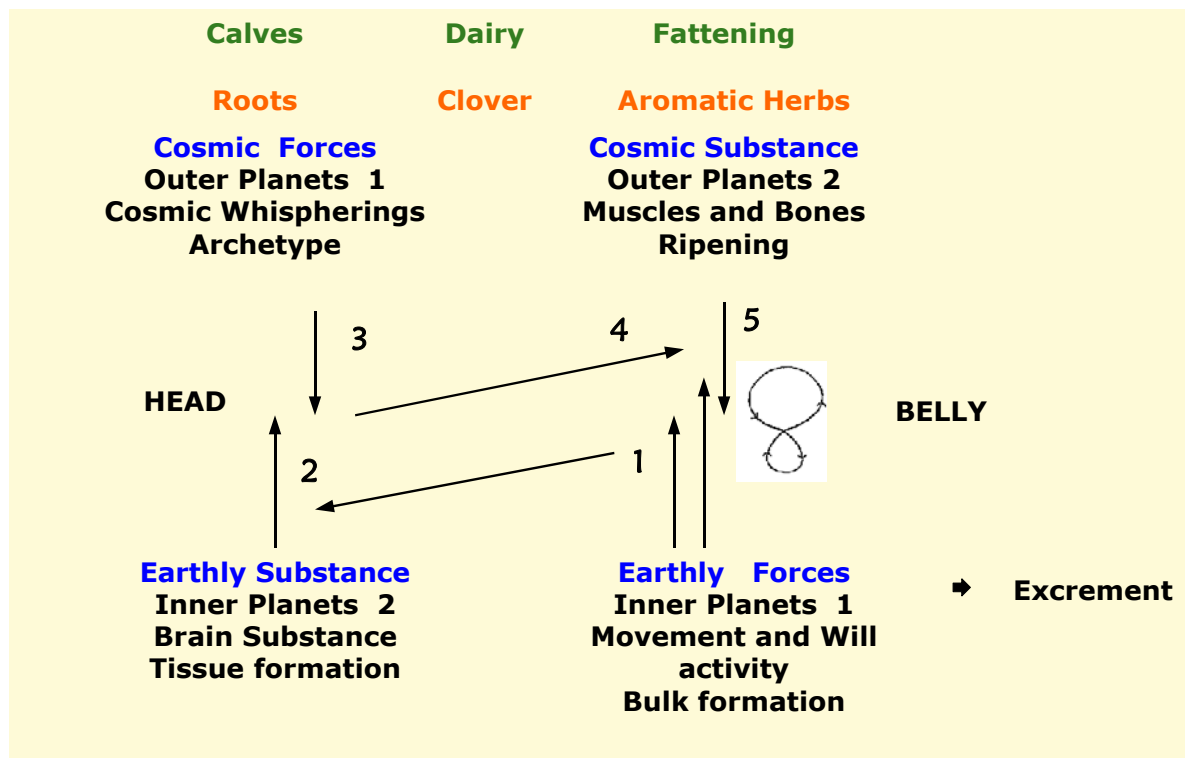 Calves Dairy Fattening
Roots Clover Aromatic Herbs
Cosmic Forces
Outer Planets 1
Cosmic Whispherings
Archetype
Cosmic Substance
Outer Planets 2
Muscles and Bones
Ripening
3
4
5
HEAD
BELLY
2
1
Earthly Substance
Inner Planets 2
Brain Substance
Tissue formation
Earthly Forces
Inner Planets 1
Movement and Will
activity
Bulk formation
Excrement